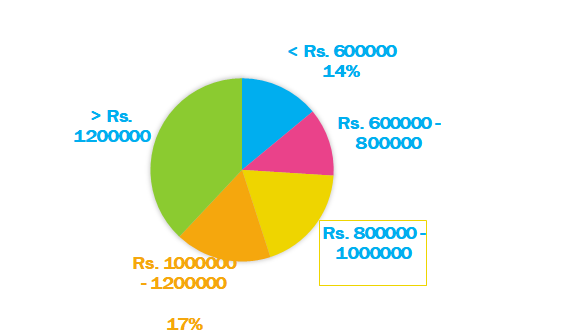 < Rs. 600000
14%
Rs. 600000 -
800000
Rs. 800000 -
1000000
Rs. 1000000
- 1200000
17%
> Rs.
1200000